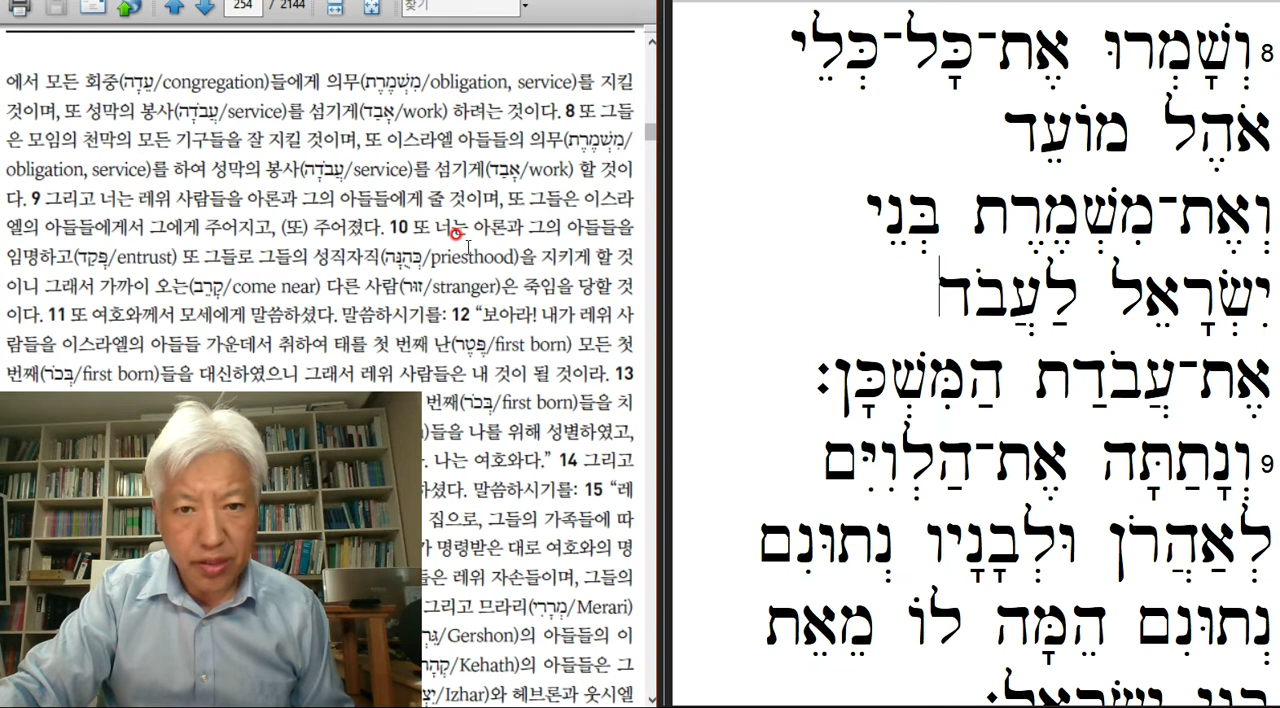 254 / 2144
찾기
에서 모든 회중(עֵדָה/congregation)들에게 의무(מִשְׁמֶרֶת/obligation, service)를 지킬
것이며, 또 성막의 봉사(עֲבֹדָה/service)를 섬기게(עָבַד/work) 하려는 것이다. 8 또 그들
은 모임의 천막의 모든 기구들을 잘 지킬 것이며, 또 이스라엘 아들들의 의무(מִשְׁמֶרֶת/
obligation, service)를 하여 성막의 봉사(עֲבֹדָה/service)를 섬기게(עָבַד/work) 할 것이
다. 9 그리고 너는 레위 사람들을 아론과 그의 아들들에게 줄 것이며, 또 그들은 이스라
엘의 아들들에게서 그에게 주어지고, (또) 주어졌다. 10 또 너는 아론과 그의 아들들을
임명하고(פָּקַד/entrust) 또 그들로 그들의 성직자직(כְּהֻנָּה/priesthood)을 지키게 할 것
이니 그래서 가까이 오는(קָרֵב/come near) 다른 사람(זוּר/stranger)은 죽임을 당할 것
이다. 11 또 여호와께서 모세에게 말씀하셨다. 말씀하시기를: 12 “보아라! 내가 레위 사
람들을 이스라엘의 아들들 가운데서 취하여 태를 첫 번째 난(פֶּטֶר/first born) 모든 첫
번째(בְּכֹר/first born)들을 대신하였으니 그래서 레위 사람들은 내 것이 될 것이라. 13
번째(בְּכֹר/first born)들을 치
)들을 나를 위해 성별하였고,
. 나는 여호와다.” 14 그리고
하셨다. 말씀하시기를: 15 “레
집으로, 그들의 가족들에 따
가 명령받은 대로 여호와의 명
들은 레위 자손들이며, 그들의
그리고 므라리(מְרָרִי/Merari)
/Gershon)의 아들들의 이
/Kehath)의 아들들은 그
/Izhar)와 헤브론과 웃시엘
8 וְשָׁמְרוּ אֶת־כָּל־כְּלֵי
אֹהֶל מוֹעֵד
וְאֶת־מִשְׁמֶרֶת בְּנֵי
יִשְׂרָאֵל לַעֲבֹד
אֶת־עֲבֹדַת הַמִּשְׁכָּן׃
9 וְנָתַתָּה אֶת־הַלְוִיִּם
לְאַהֲרֹן וּלְבָנָיו נְתוּנִם
נְתוּנִם הֵמָּה לוֹ מֵאֵת
בְּנֵי יִשְׂרָאֵל׃